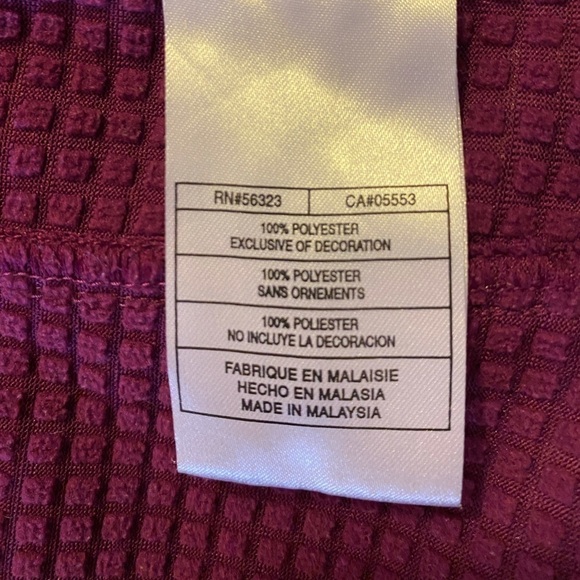 RN#56323 CA#05553
100% POLYESTER
EXCLUSIVE OF DECORATION
100% POLYESTER
SANS ORNEMENTS
100% POLIESTER
NO INCLUYE LA DECORACION
FABRIQUE EN MALAISIE
HECHO EN MALASIA
MADE IN MALAYSIA